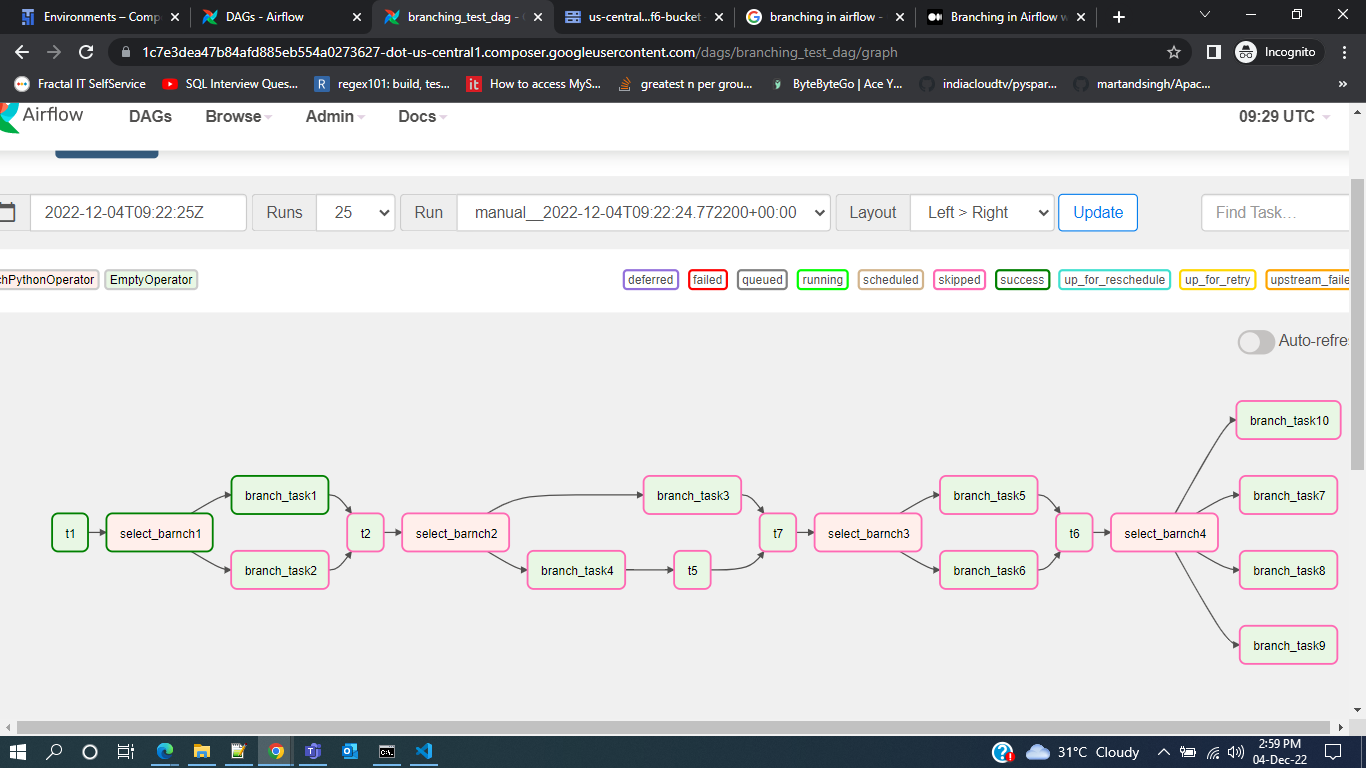 Environments – Comp
DAGs - Airflow
branching_test_dag -
us-central...f6-bucket
branching in airflow -
Branching in Airflow w
1c7e3dea47b84afd885eb554a0273627-dot-us-central1.composer.googleusercontent.com/dags/branching_test_dag/graph
Incognito
Fractal IT SelfService
SQL Interview Ques...
R
regex101: build, tes...
it
How to access MyS...
greatest n per grou...
ByteByteGo | Ace Y...
indiacloudtv/pyspar...
martandsingh/Apac...
»
Airflow
DAGs
Browse
Admin
Docs
09:29 UTC
2022-12-04T09:22:25Z
Runs
25
Run
manual__2022-12-04T09:22:24.772200+00:00
Layout
Left > Right
Update
Find Task...
chPythonOperator
EmptyOperator
deferred
failed
queued
running
scheduled
skipped
success
up_for_reschedule
up_for_retry
upstream_faile
Auto-refre
t1
select_barnch1
branch_task1
branch_task2
t2
select_barnch2
branch_task3
branch_task4
t5
t7
select_barnch3
branch_task5
branch_task6
t6
select_barnch4
branch_task10
branch_task7
branch_task8
branch_task9
31°C Cloudy
2:59 PM
04-Dec-22